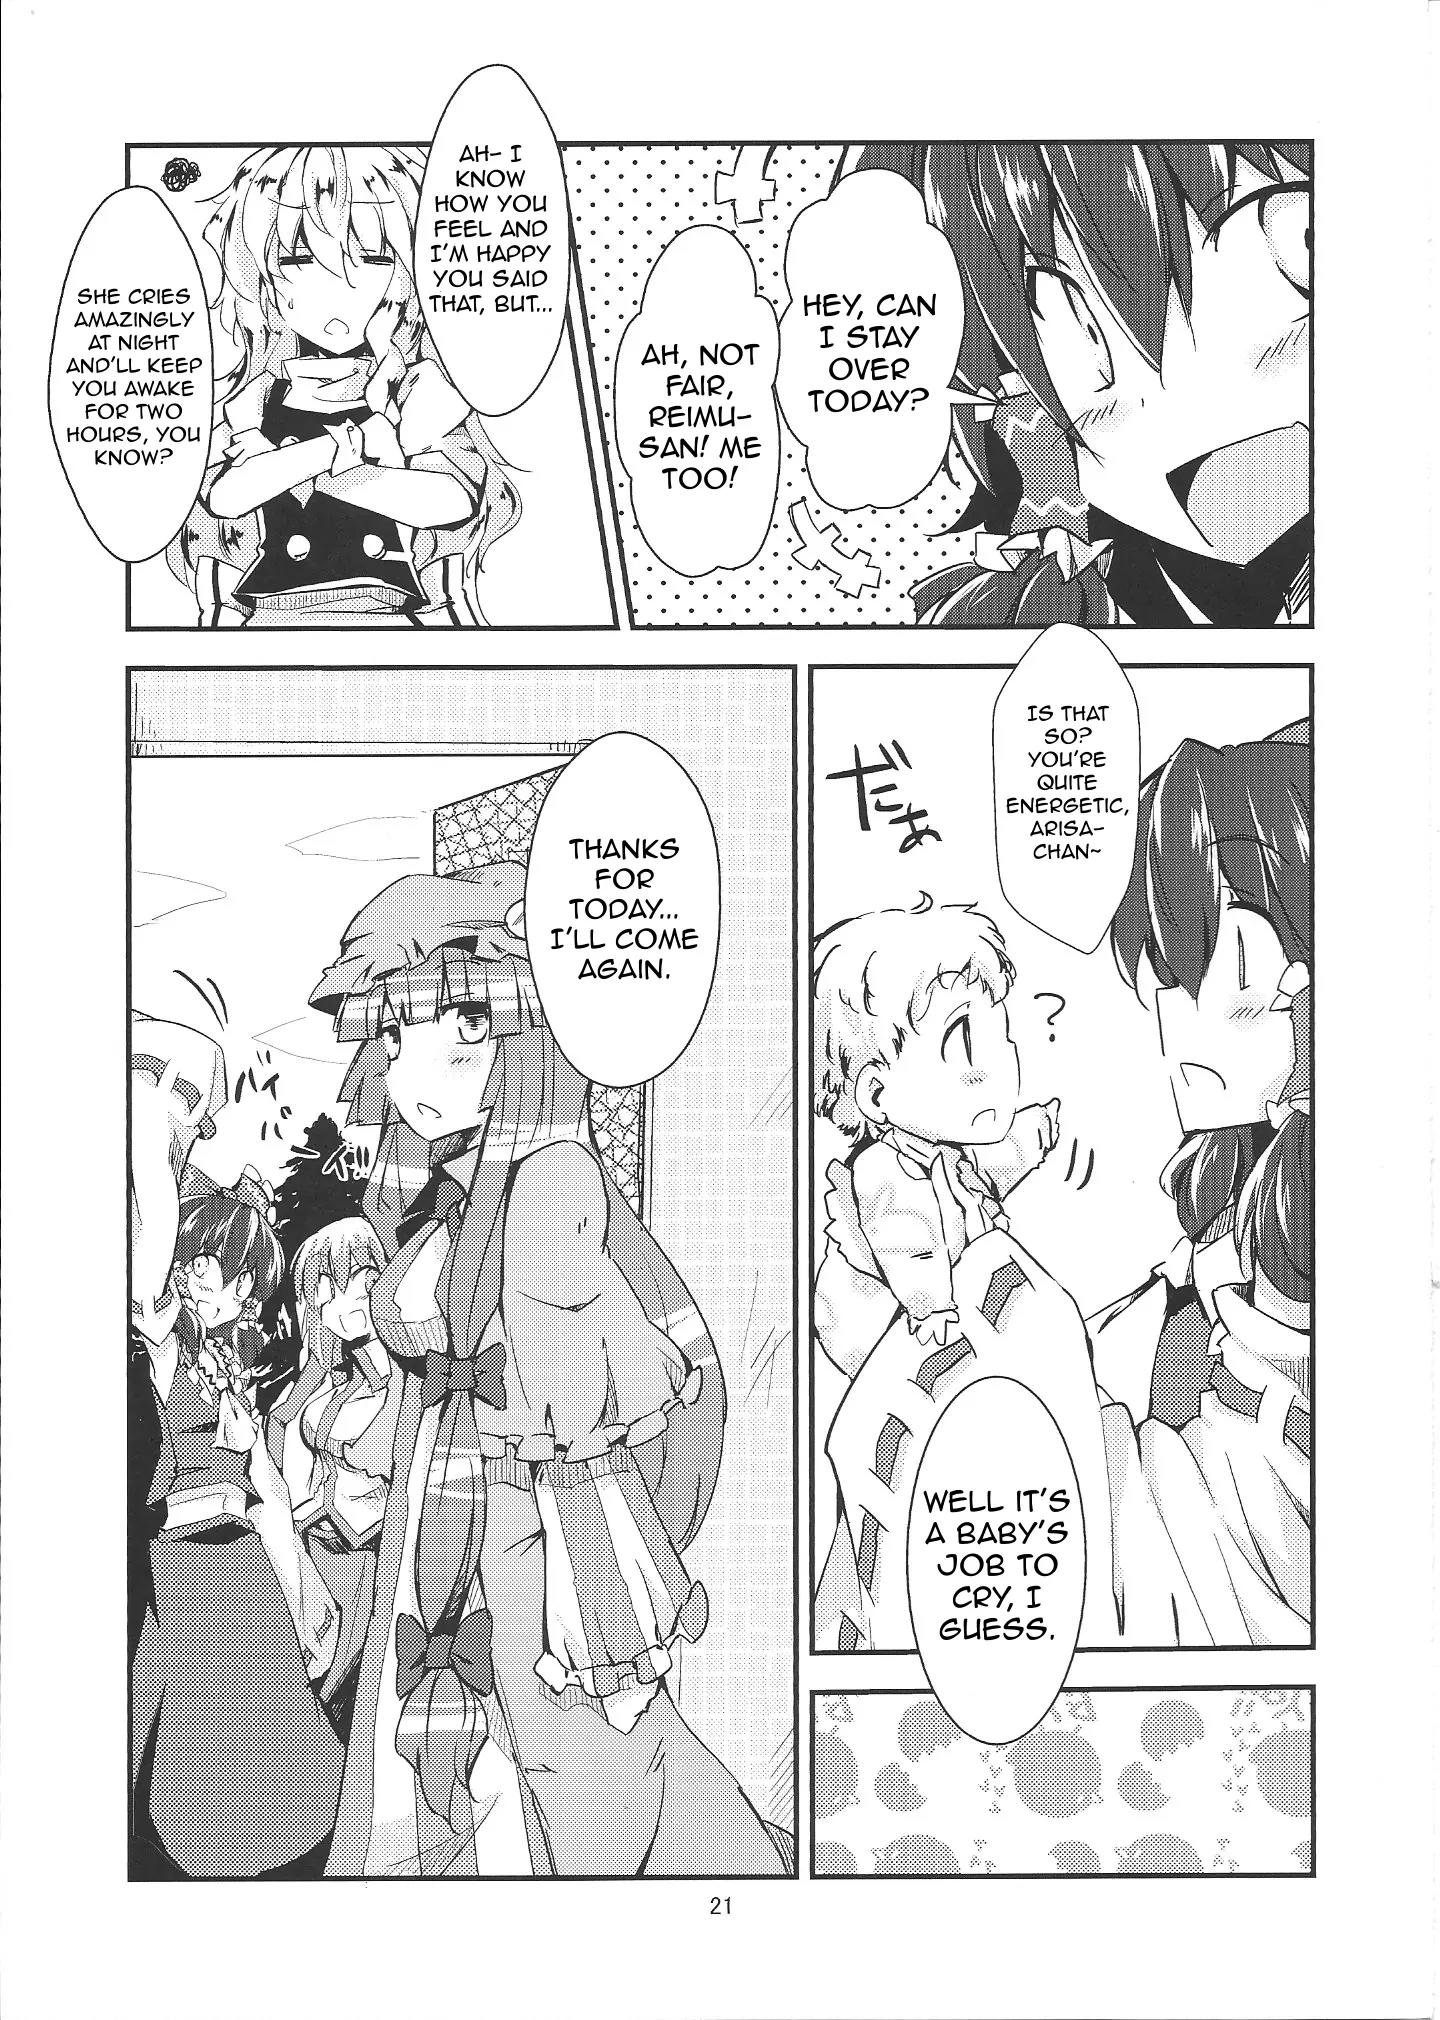 HEY, CAN
I STAY
OVER
TODAY?
AH, NOT
FAIR,
REIMU-
SAN! ME
TOO!
AH- I
KNOW
HOW YOU
FEEL AND
I'M HAPPY
YOU SAID
THAT, BUT...
SHE CRIES
AMAZINGLY
AT NIGHT
AND'LL KEEP
YOU AWAKE
FOR TWO
HOURS, YOU
KNOW?
IS THAT
SO?
YOU'RE
QUITE
ENERGETIC,
ARISA-
CHAN~
だぁ
?
WELL IT'S
A BABY'S
JOB TO
CRY, I
GUESS.
THANKS
FOR
TODAY...
I'LL COME
AGAIN.
21